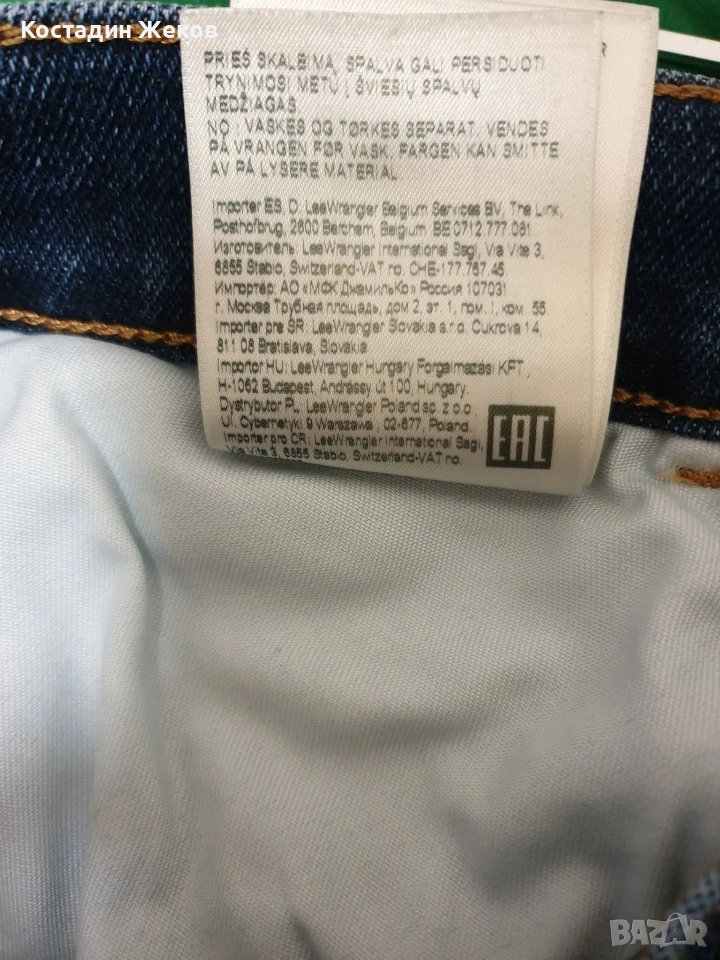 Костадин Жеков
R
PRIEŠ SKALBIMĄ, SPALVA GALI PERSIDUOTI
TRYNIMOSI METU Į ŠVIESIŲ SPALVŲ
MEDŽIAGAS.
NO : VASKES OG TØRKES SEPARAT, VENDES
PÅ VRANGEN FØR VASK. FARGEN KAN SMITTE
AV PÅ LYSERE MATERIAL.
Importer ES, D. LeeWrangler Belgium Services BV, The Link,
Posthofbrug, 2600 Berchem, Belgium. BE 0712.777.081.
Изготовитель: LeeWrangler International Sagl, Via Vite 3,
6855 Stabio, Switzerland-VAT no. CHE-177.767.45.
Импортёр: АО «МФК ДжамильКо» Россия 107031
г. Москва Трубная площадь, дом 2, эт. 1, пом. I, ком. 55.
Importer pre SR: LeeWrangler Slovakia s.r.o. Cukrova 14,
811 08 Bratislava, Slovakia.
Importor HU: LeeWrangler Hungary Forgalmazási KFT.,
H-1062 Budapest, Andrássy út 100, Hungary.
Dystrybutor PL: LeeWrangler Poland sp. z o.o.,
Ul. Cybernetyki 9 Warszawa , 02-677, Poland.
Importer pro CR: LeeWrangler International Sagl,
Via Vite 3, 6855 Stabio, Switzerland-VAT no.
EAC
BAZAR